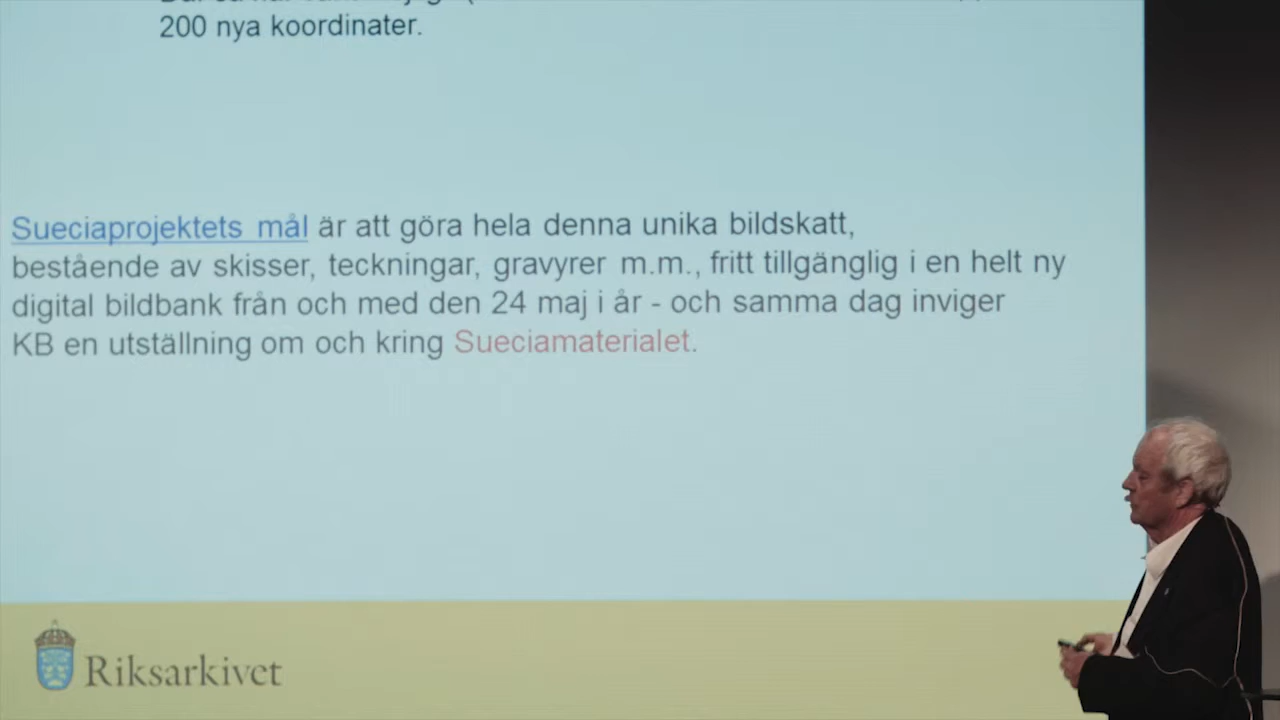 200 nya koordinater.
Sueciaprojektets mål är att göra hela denna unika bildskatt,
bestående av skisser, teckningar, gravyrer m.m., fritt tillgänglig i en helt ny
digital bildbank från och med den 24 maj i år - och samma dag inviger
KB en utställning om och kring Sueciamaterialet.
Riksarkivet